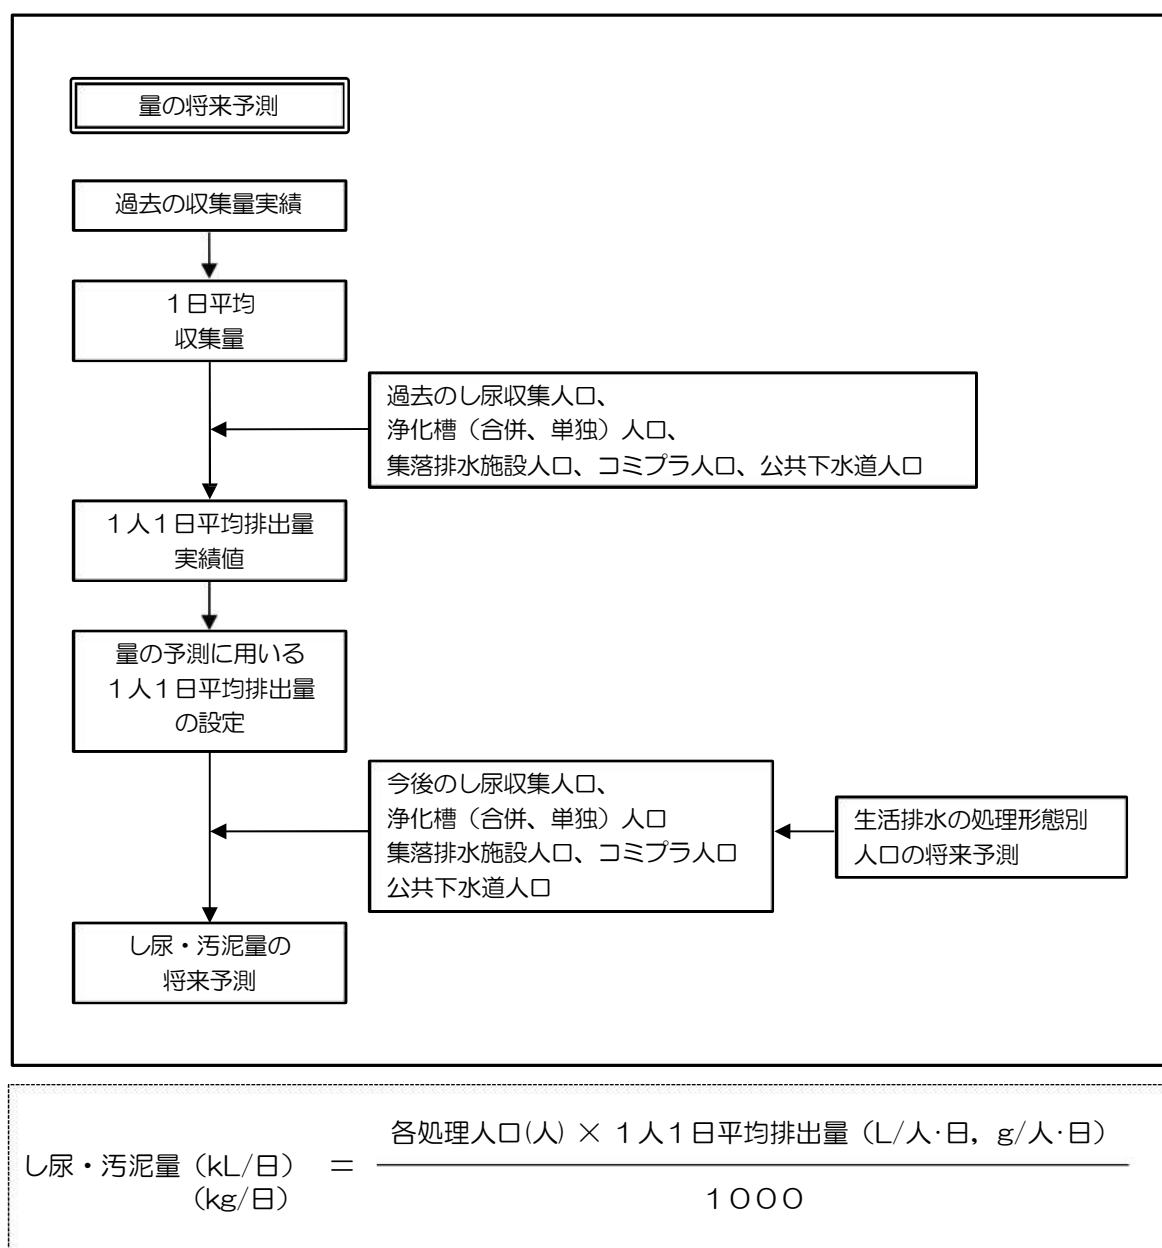 量の将来予測
過去の収集量実績
1日平均
収集量
過去のし尿収集人口、
浄化槽（合併、単独）人口、
集落排水施設人口、コミプラ人口、公共下水道人口
1人1日平均排出量
実績値
量の予測に用いる
1人1日平均排出量
の設定
今後のし尿収集人口、
浄化槽（合併、単独）人口
集落排水施設人口、コミプラ人口
公共下水道人口
生活排水の処理形態別
人口の将来予測
し尿・汚泥量の
将来予測
各処理人口(人) × 1人1日平均排出量（L/人·日，g/人·日）
し尿・汚泥量（kL/日） ＝
(kg/日)
1000